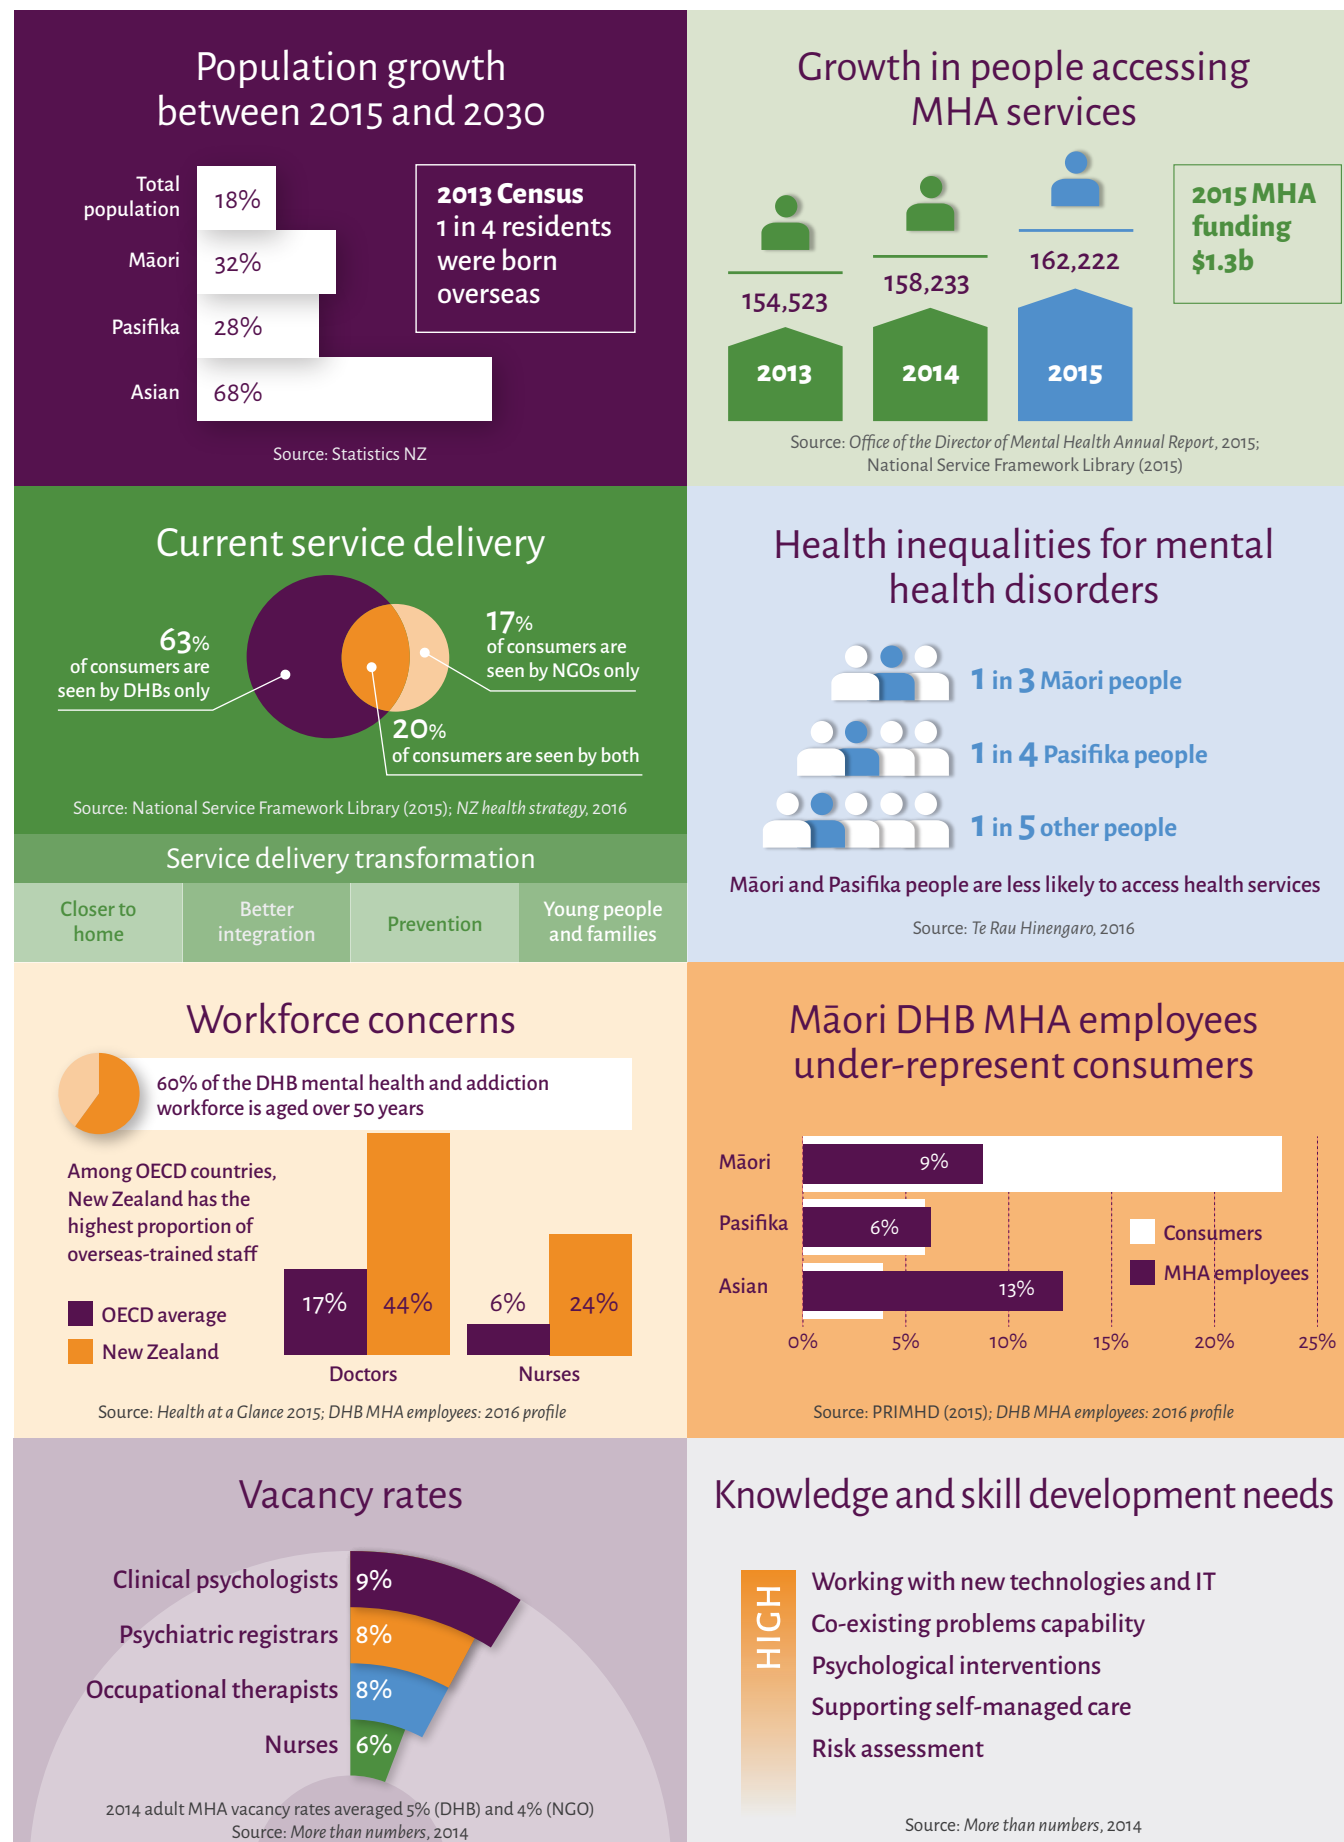 Population growth
between 2015 and 2030
Total
population
18%
Māori
32%
Pasifika
28%
Asian
68%
2013 Census
1 in 4 residents
were born
overseas
Source: Statistics NZ
Growth in people accessing
MHA services
154,523
158,233
162,222
2013
2014
2015
2015 MHA
funding
$1.3b
Source: Office of the Director of Mental Health Annual Report, 2015;
National Service Framework Library (2015)
Current service delivery
63%
of consumers are
seen by DHBs only
17%
of consumers are
seen by NGOs only
20%
of consumers are seen by both
Source: National Service Framework Library (2015); NZ health strategy, 2016
Service delivery transformation
Closer to
home
Better
integration
Prevention
Young people
and families
Health inequalities for mental
health disorders
1 in 3 Māori people
1 in 4 Pasifika people
1 in 5 other people
Māori and Pasifika people are less likely to access health services
Source: Te Rau Hinengaro, 2016
Workforce concerns
60% of the DHB mental health and addiction
workforce is aged over 50 years
Among OECD countries,
New Zealand has the
highest proportion of
overseas-trained staff
OECD average
New Zealand
17%
44%
6%
24%
Doctors
Nurses
Source: Health at a Glance 2015; DHB MHA employees: 2016 profile
Māori DHB MHA employees
under-represent consumers
Māori
9%
Pasifika
6%
Asian
13%
Consumers
MHA employees
0%
5%
10%
15%
20%
25%
Source: PRIMHD (2015); DHB MHA employees: 2016 profile
Vacancy rates
Clinical psychologists 9%
Psychiatric registrars 8%
Occupational therapists 8%
Nurses 6%
2014 adult MHA vacancy rates averaged 5% (DHB) and 4% (NGO)
Source: More than numbers, 2014
Knowledge and skill development needs
HIGH
Working with new technologies and IT
Co-existing problems capability
Psychological interventions
Supporting self-managed care
Risk assessment
Source: More than numbers, 2014